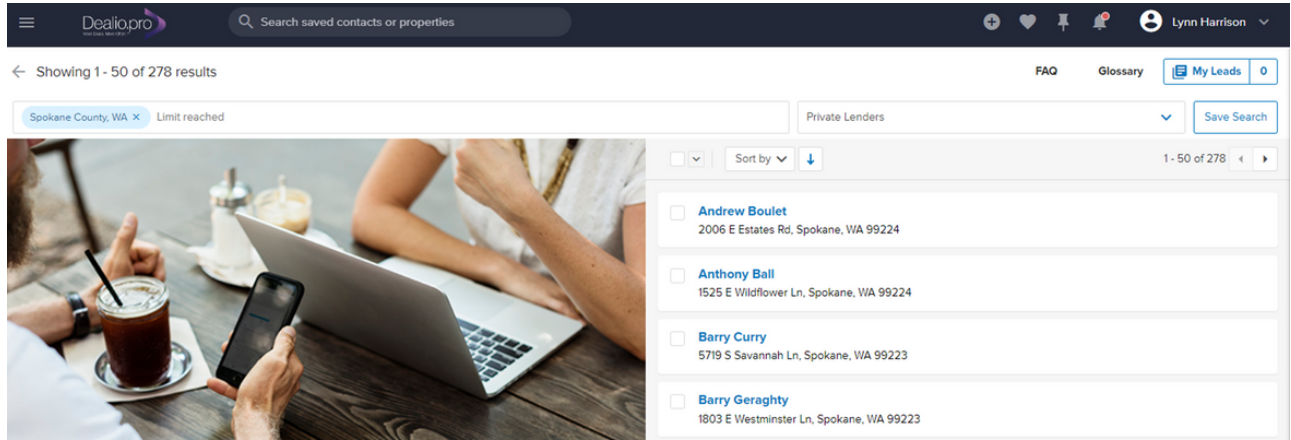 Dealio.pro
Search saved contacts or properties
Lynn Harrison
Showing 1 - 50 of 278 results
FAQ
Glossary
My Leads 0
Spokane County, WA ×
Limit reached
Private Lenders
Save Search
Sort by
1 - 50 of 278
Andrew Boulet
2006 E Estates Rd, Spokane, WA 99224
Anthony Ball
1525 E Wildflower Ln, Spokane, WA 99224
Barry Curry
5719 S Savannah Ln, Spokane, WA 99223
Barry Geraghty
1803 E Westminster Ln, Spokane, WA 99223